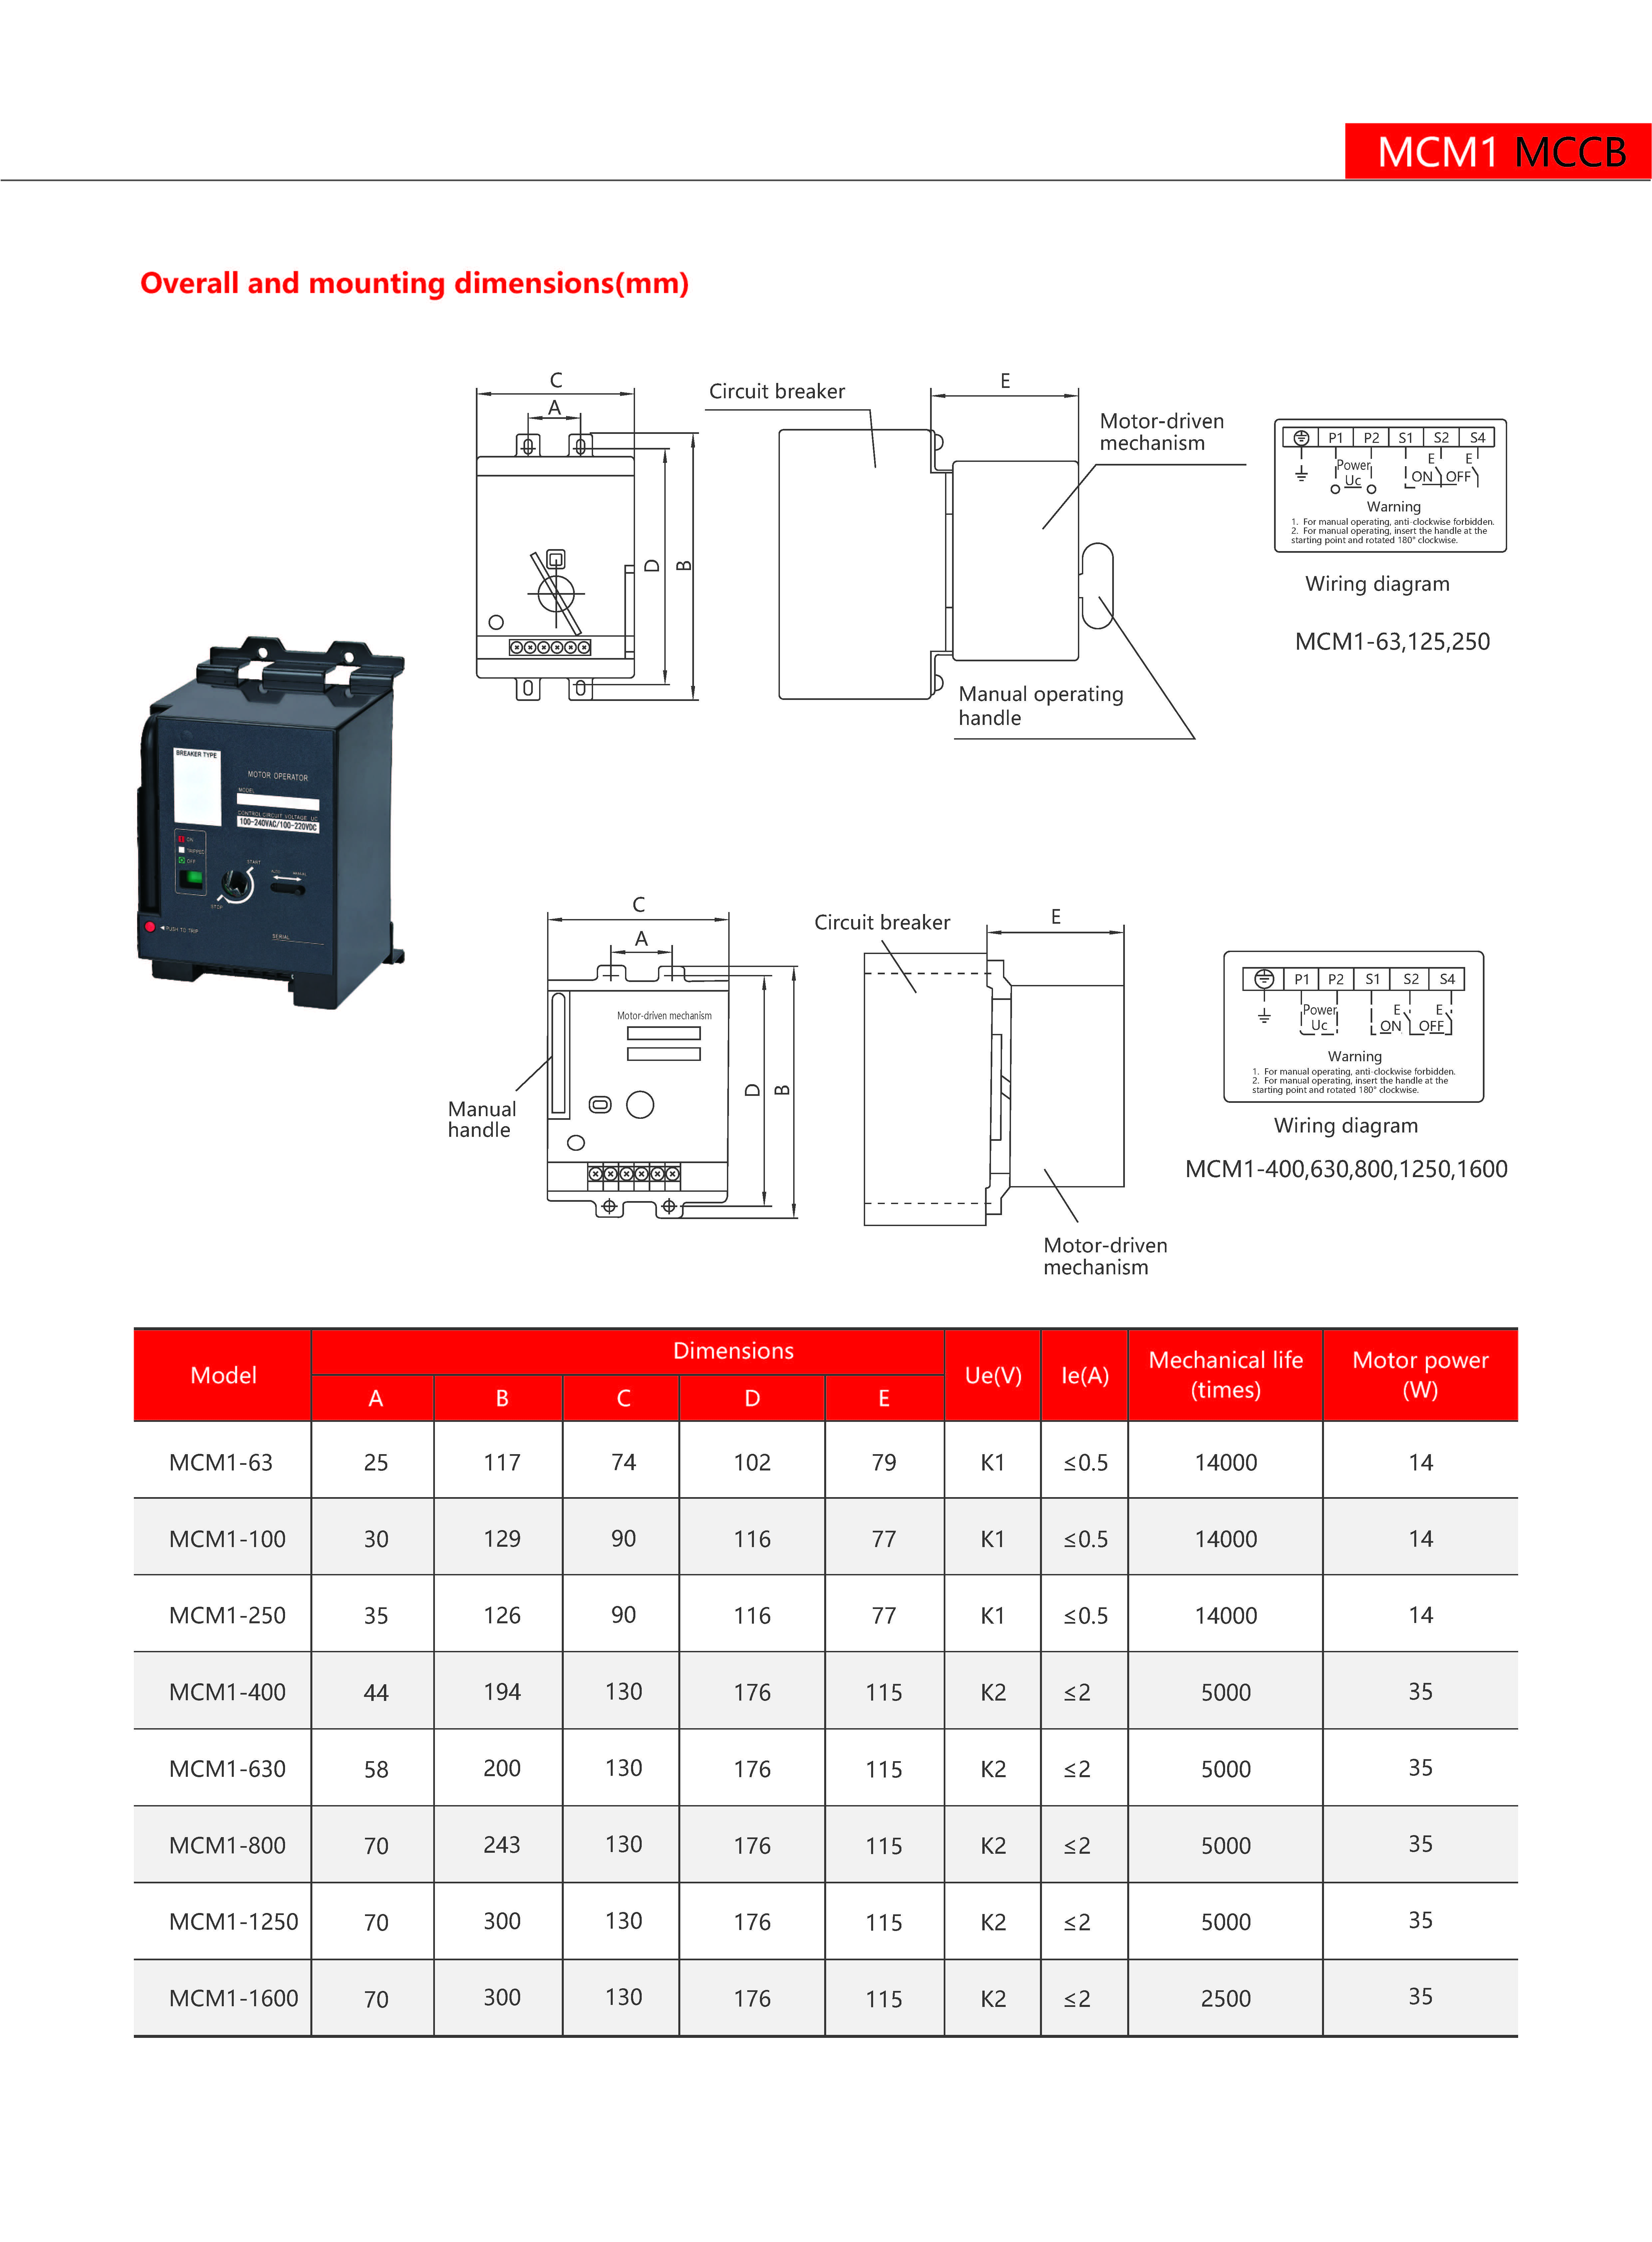 MCM1 MCCB
Overall and mounting dimensions(mm)
C
A
D
B
Circuit breaker
E
Motor-driven
mechanism
Manual operating
handle
P1 P2 S1 S2 S4
E E
Power
Uc
ON OFF
Warning
1. For manual operating, anti-clockwise forbidden.
2. For manual operating, insert the handle at the
starting point and rotated 180° clockwise.
Wiring diagram
MCM1-63,125,250
BREAKER TYPE
MOTOR OPERATOR
MODEL
CONTROL CIRCUIT VOLTAGE UC
100-240VAC/100-220VDC
ON
TRIPPED
OFF
START
STOP
AUTO MANUAL
PUSH TO TRIP
SERIAL
C
A
Motor-driven mechanism
D
B
Manual
handle
Circuit breaker
E
Motor-driven
mechanism
P1 P2 S1 S2 S4
Power E E
Uc ON OFF
Warning
1. For manual operating, anti-clockwise forbidden.
2. For manual operating, insert the handle at the
starting point and rotated 180° clockwise.
Wiring diagram
MCM1-400,630,800,1250,1600
Model Dimensions Ue(V) Ie(A) Mechanical life (times) Motor power (W)
A B C D E
MCM1-63 25 117 74 102 79 K1 ≤0.5 14000 14
MCM1-100 30 129 90 116 77 K1 ≤0.5 14000 14
MCM1-250 35 126 90 116 77 K1 ≤0.5 14000 14
MCM1-400 44 194 130 176 115 K2 ≤2 5000 35
MCM1-630 58 200 130 176 115 K2 ≤2 5000 35
MCM1-800 70 243 130 176 115 K2 ≤2 5000 35
MCM1-1250 70 300 130 176 115 K2 ≤2 5000 35
MCM1-1600 70 300 130 176 115 K2 ≤2 2500 35